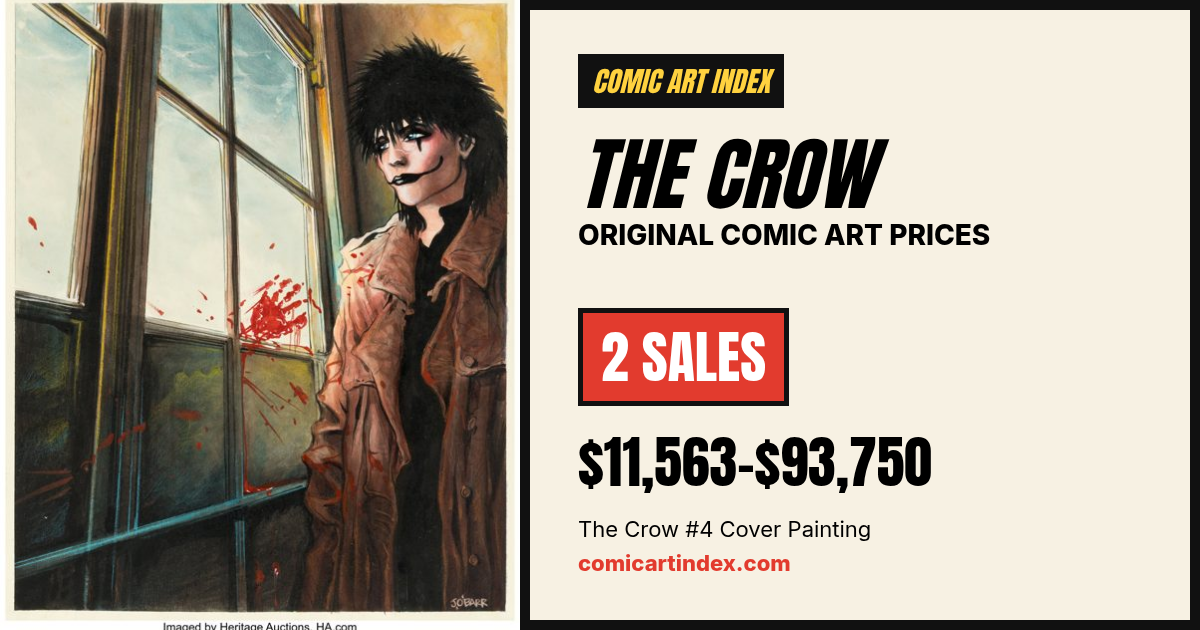 J.O'BARR
Imaged by Heritage Auctions, HA.com
COMIC ART INDEX
THE CROW
ORIGINAL COMIC ART PRICES
2 SALES
$11,563-$93,750
The Crow #4 Cover Painting
comicartindex.com